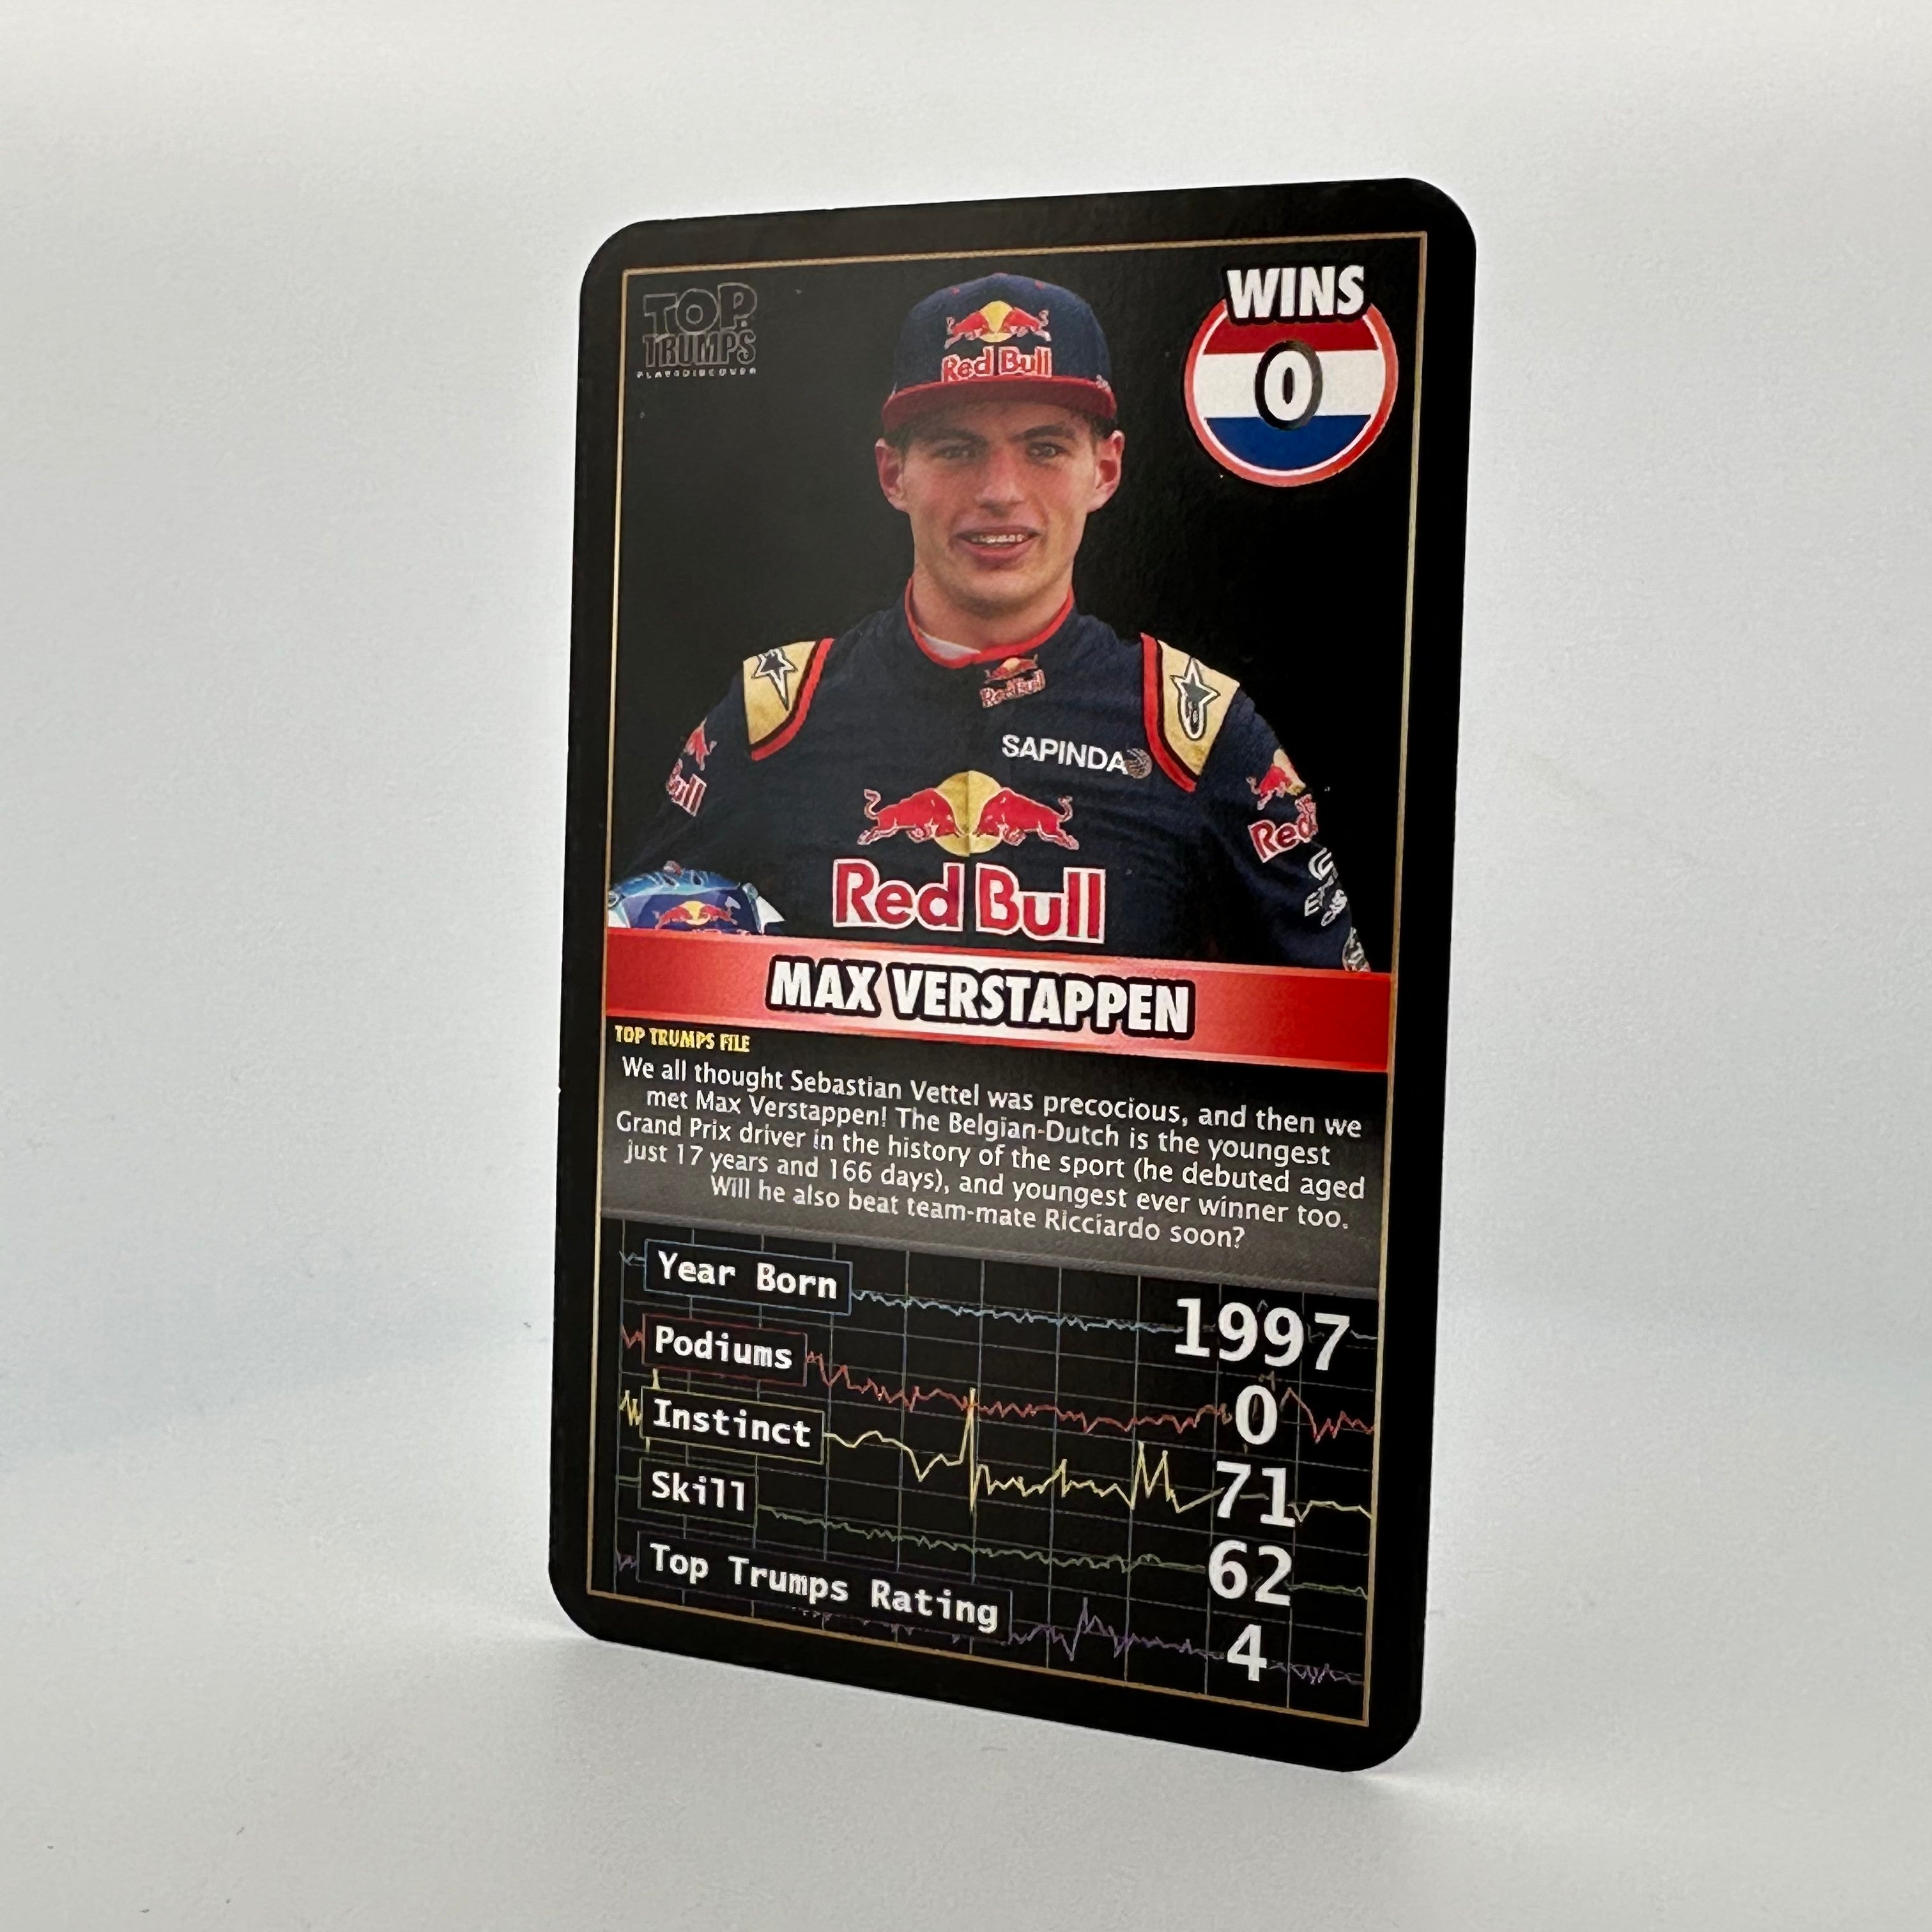 TOP
TRUMPS
WINS
0
Red Bull
Red Bull
SAPINDA
Bull
Red
Red Bull
MAX VERSTAPPEN
TOP TRUMPS FILE
We all thought Sebastian Vettel was precocious, and then we
met Max Verstappen! The Belgian-Dutch is the youngest
Grand Prix driver in the history of the sport (he debuted aged
just 17 years and 166 days), and youngest ever winner too.
Will he also beat team-mate Ricciardo soon?
Year Born 1997
Podiums 0
Instinct 71
Skill 62
Top Trumps Rating 4